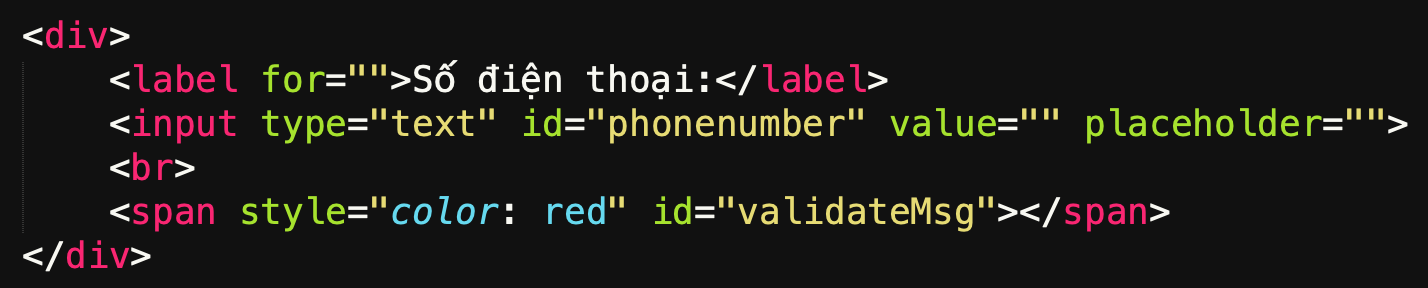 <div>
<label for="">Số điện thoại:</label>
<input type="text" id="phonenumber" value="" placeholder="">
<br>
<span style="color: red" id="validateMsg"></span>
</div>